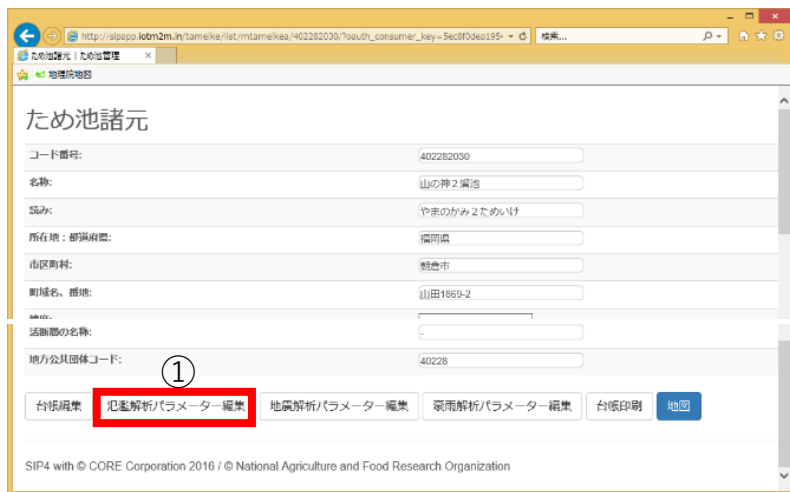 http://sipapp.iotm2m.in/tameike/list/mtameikea/402282030/?oauth_consumer_key=5ec8f0dea195 検索...
ため池諸元 | ため池管理
地理院地図
ため池諸元
コード番号: 402282030
名称: 山の神２溜池
読み: やまのかみ２ためいけ
所在地：都道府県: 福岡県
市区町村: 朝倉市
町域名、番地: 山田1869-2
活断層の名称: -
地方公共団体コード: 40228
①
台帳編集 氾濫解析パラメーター編集 地震解析パラメーター編集 豪雨解析パラメーター編集 台帳印刷 地図
SIP4 with © CORE Corporation 2016 / © National Agriculture and Food Research Organization